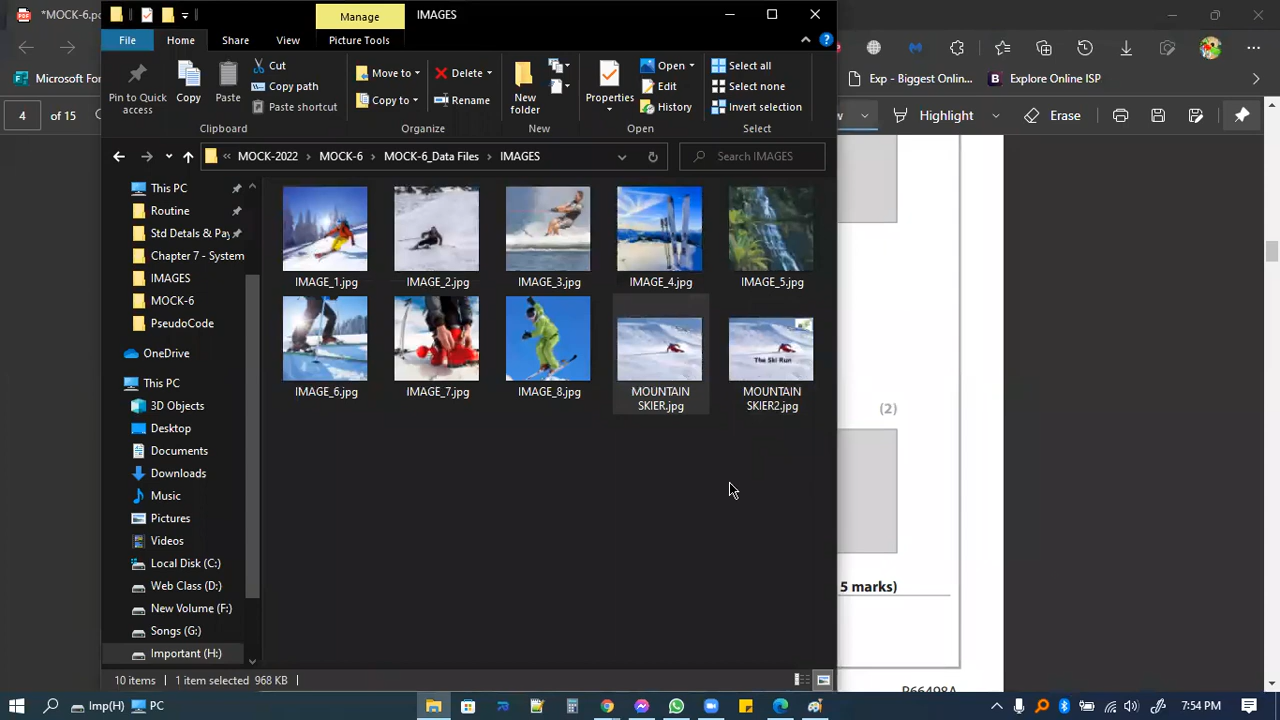 *MOCK-6.pd
Manage
IMAGES
File
Home
Share
View
Picture Tools
Pin to Quick access
Copy
Paste
Cut
Copy path
Paste shortcut
Clipboard
Move to
Copy to
Delete
Rename
Organize
New folder
New
Properties
Open
Edit
History
Open
Select all
Select none
Insert selection
Select
Microsoft For
Exp - Biggest Onlin...
Explore Online ISP
4
of 15
Highlight
Erase
MOCK-2022
MOCK-6
MOCK-6_Data Files
IMAGES
Search IMAGES
This PC
Routine
Std Detals & Pay
Chapter 7 - System
IMAGES
MOCK-6
PseudoCode
OneDrive
This PC
3D Objects
Desktop
Documents
Downloads
Music
Pictures
Videos
Local Disk (C:)
Web Class (D:)
New Volume (F:)
Songs (G:)
Important (H:)
IMAGE_1.jpg
IMAGE_2.jpg
IMAGE_3.jpg
IMAGE_4.jpg
IMAGE_5.jpg
IMAGE_6.jpg
IMAGE_7.jpg
IMAGE_8.jpg
MOUNTAIN
SKIER.jpg
The Ski Run
MOUNTAIN
SKIER2.jpg
(2)
5 marks)
P66498A
10 items
1 item selected 968 KB
Imp(H:)
PC
7:54 PM